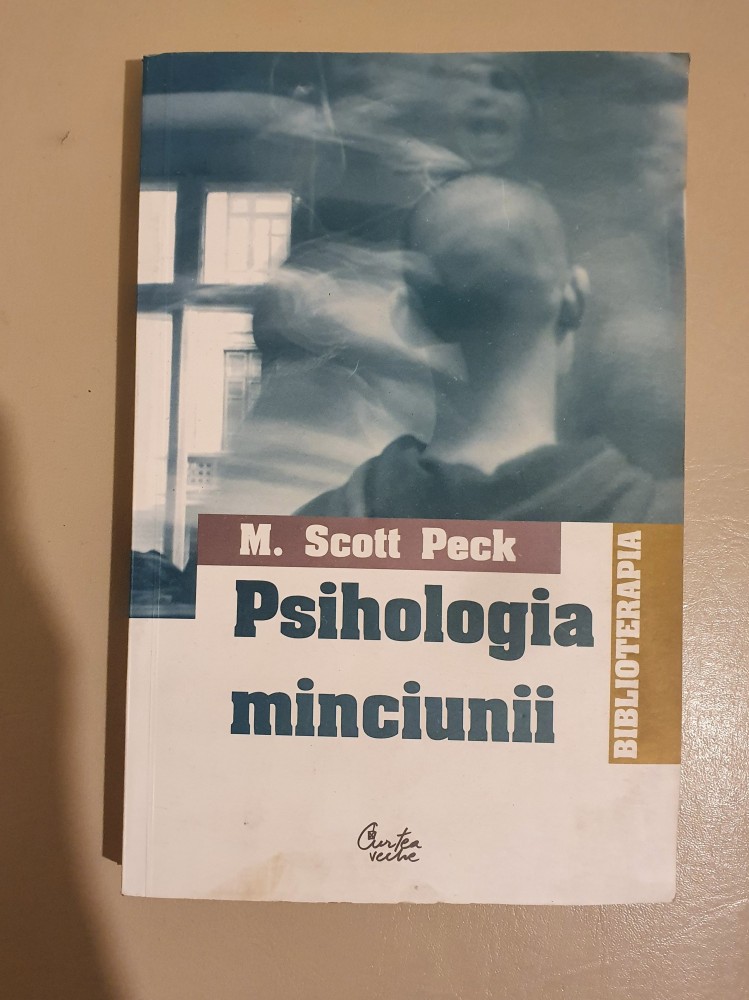 M. Scott Peck
Psihologia
minciunii
BIBLIOTERAPIA
Curtea
veche